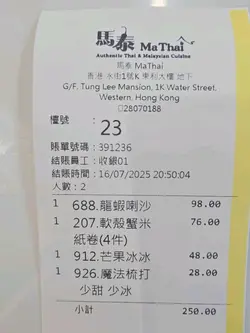 馬泰 MaThai
Authentic Thai & Malaysian Cuisine
馬泰 MaThai
香港 水街1號K 東利大樓 地下
G/F, Tung Lee Mansion, 1K Water Street,
Western, Hong Kong
28070188
檯號 : 23
賬單號碼 : 391236
結賬員工 : 收銀01
結賬時間 : 16/07/2025 20:50:04
人數 : 2
1 688.龍蝦喇沙 98.00
1 207.軟殼蟹米 76.00
紙卷(4件)
1 912.芒果冰冰 48.00
1 926.魔法梳打 28.00
少甜 少冰
小計 250.00